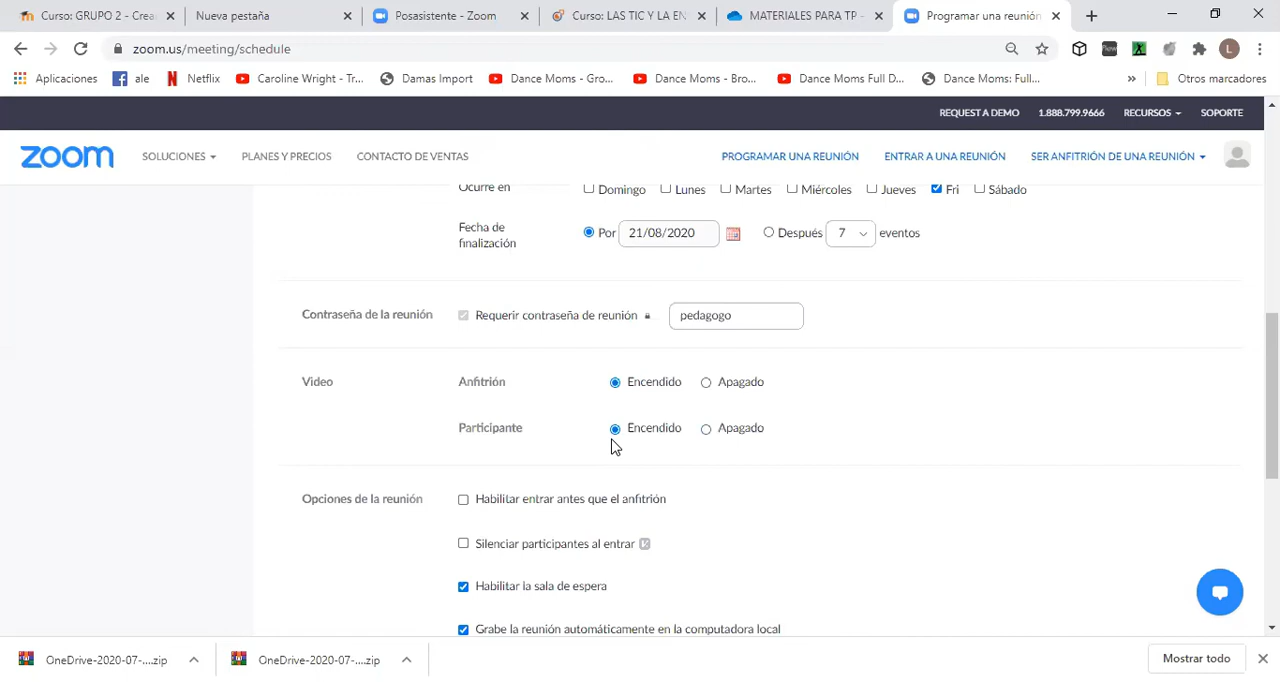 Curso: GRUPO 2 - Crea
Nueva pestaña
Posasistente - Zoom
Curso: LAS TIC Y LA EN
MATERIALES PARA TP -
Programar una reunión
zoom.us/meeting/schedule
L
Aplicaciones
ale
Netflix
Caroline Wright - Tr...
Damas Import
Dance Moms - Gro...
Dance Moms - Bro...
Dance Moms Full D...
Dance Moms: Full...
Otros marcadores
REQUEST A DEMO 1.888.799.9666 RECURSOS SOPORTE
zoom SOLUCIONES PLANES Y PRECIOS CONTACTO DE VENTAS PROGRAMAR UNA REUNIÓN ENTRAR A UNA REUNIÓN SER ANFITRIÓN DE UNA REUNIÓN
Ocurre en Domingo Lunes Martes Miércoles Jueves Fri Sábado
Fecha de finalización Por 21/08/2020 Después 7 eventos
Contraseña de la reunión Requerir contraseña de reunión pedagogo
Video Anfitrión Encendido Apagado
Participante Encendido Apagado
Opciones de la reunión Habilitar entrar antes que el anfitrión
Silenciar participantes al entrar
Habilitar la sala de espera
Grabe la reunión automáticamente en la computadora local
OneDrive-2020-07-....zip
OneDrive-2020-07-....zip
Mostrar todo